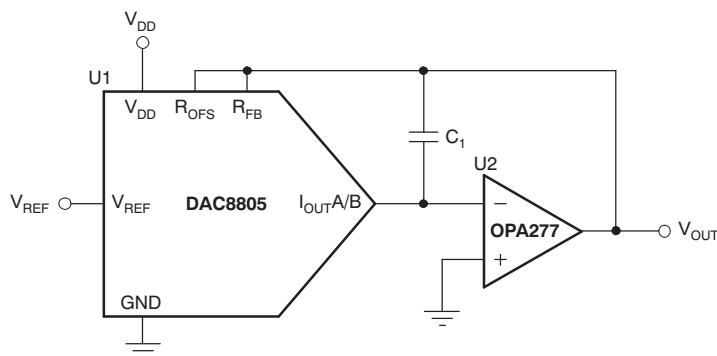 V_DD
U1
V_DD R_OFS R_FB
C_1
U2
V_REF V_REF DAC8805 I_OUTA/B −
OPA277 V_OUT
+
GND